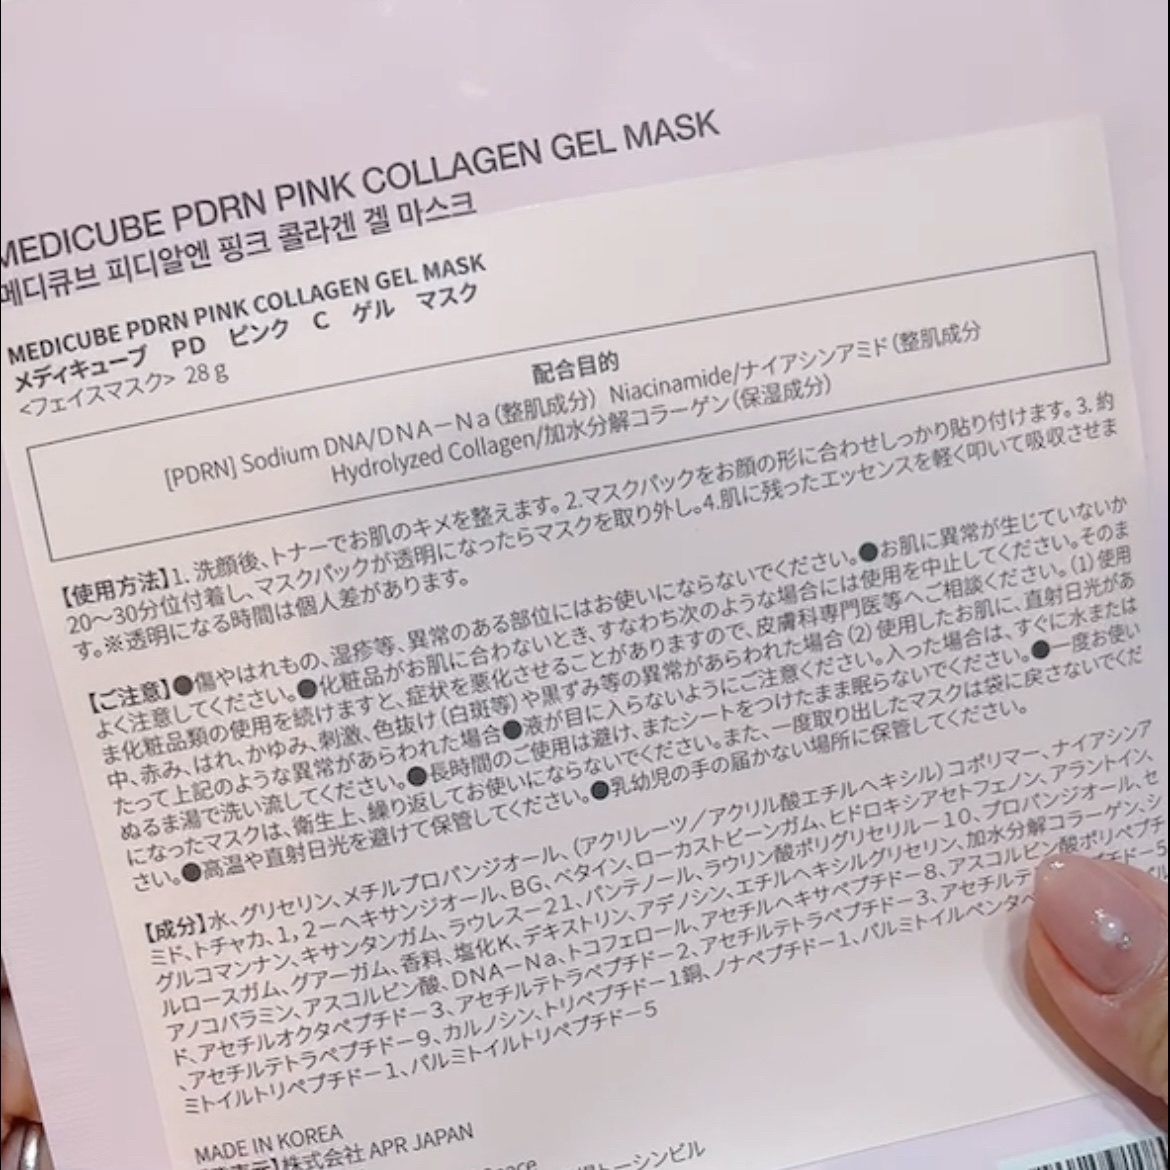 MEDICUBE PDRN PINK COLLAGEN GEL MASK
메디큐브 피디알엔 핑크 콜라겐 겔 마스크
MEDICUBE PDRN PINK COLLAGEN GEL MASK
メディキューブ PD ピンク C ゲル マスク
<フェイスマスク> 28g
配合目的
[PDRN] Sodium DNA/DNA－Na(整肌成分) Niacinamide/ナイアシンアミド(整肌成分
Hydrolyzed Collagen/加水分解コラーゲン(保湿成分)
【使用方法】1. 洗顔後、トナーでお肌のキメを整えます。2.マスクパックをお顔の形に合わせしっかり貼り付けます。3. 約
20～30分位付着し、マスクパックが透明になったらマスクを取り外し。4.肌に残ったエッセンスを軽く叩いて吸収させま
す。※透明になる時間は個人差があります。
【ご注意】●傷やはれもの、湿疹等、異常のある部位にはお使いにならないでください。●お肌に異常が生じていないか
よく注意してください。●化粧品がお肌に合わないとき、すなわち次のような場合には使用を中止してください。そのま
ま化粧品類の使用を続けますと、症状を悪化させることがありますので、皮膚科専門医等へご相談ください。(1)使用
中、赤み、はれ、かゆみ、刺激、色抜け(白斑等)や黒ずみ等の異常があらわれた場合(2)使用したお肌に、直射日光があ
たって上記のような異常があらわれた場合●液が目に入らないようにご注意ください。入った場合は、すぐに水または
ぬるま湯で洗い流してください。●長時間のご使用は避け、またシートをつけたまま眠らないでください。●一度お使い
になったマスクは、衛生上、繰り返してお使いにならないでください。また、一度取り出したマスクは袋に戻さないでくだ
さい。●高温や直射日光を避けて保管してください。●乳幼児の手の届かない場所に保管してください。
【成分】水、グリセリン、メチルプロパンジオール、(アクリレーツ／アクリル酸エチルヘキシル)コポリマー、ナイアシンア
ミド、トチャカ、1,2－ヘキサンジオール、BG、ベタイン、ローカストビーンガム、ヒドロキシアセトフェノン、アラントイン、
グルコマンナン、キサンタンガム、ラウレス－21、パンテノール、ラウリン酸ポリグリセリル－10、プロパンジオール、セ
ルロースガム、グアーガム、香料、塩化K、デキストリン、アデノシン、エチルヘキシルグリセリン、加水分解コラーゲン、シ
アノコバラミン、アスコルビン酸、DNA－Na、トコフェロール、アセチルヘキサペプチド－8、アスコルビン酸ポリペプチ
ド、アセチルオクタペプチド－3、アセチルテトラペプチド－2、アセチルテトラペプチド－3、アセチルテ プチド－5
、アセチルテトラペプチド－9、カルノシン、トリペプチド－1銅、ノナペプチド－1、パルミトイルペンタペ
ミトイルトリペプチド－1、パルミトイルトリペプチド－5
MADE IN KOREA
株式会社 APR JAPAN
トーシンビル